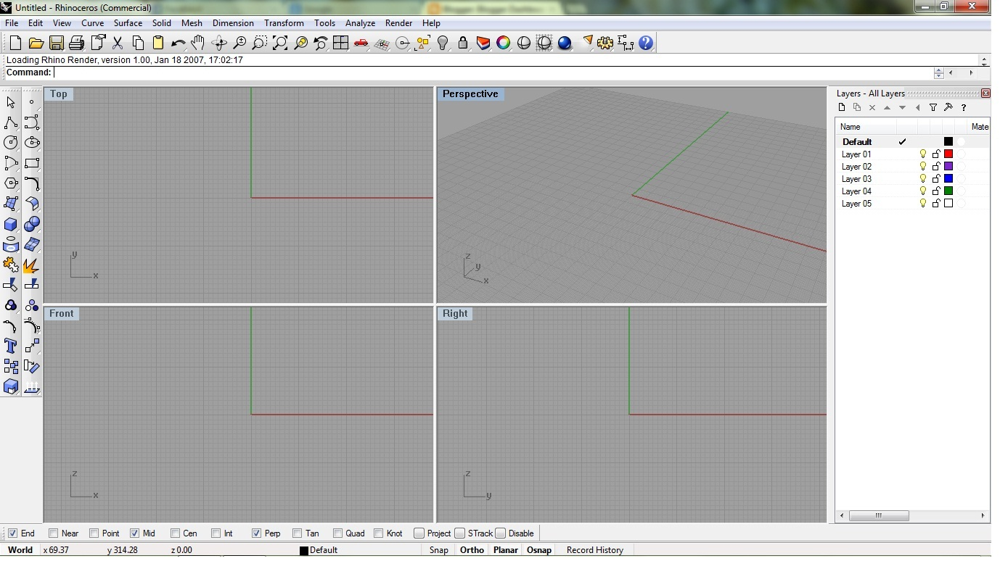 Untitled - Rhinoceros (Commercial)
File Edit View Curve Surface Solid Mesh Dimension Transform Tools Analyze Render Help
Loading Rhino Render, version 1.00, Jan 18 2007, 17:02:17
Command:
Top
Perspective
Layers - All Layers
Name Mate
Default
Layer 01
Layer 02
Layer 03
Layer 04
Layer 05
y
x
z
y
x
Front
Right
z
x
z
y
End Near Point Mid Cen Int Perp Tan Quad Knot Project STrack Disable
World x 69.37 y 314.28 z 0.00 Default Snap Ortho Planar Osnap Record History